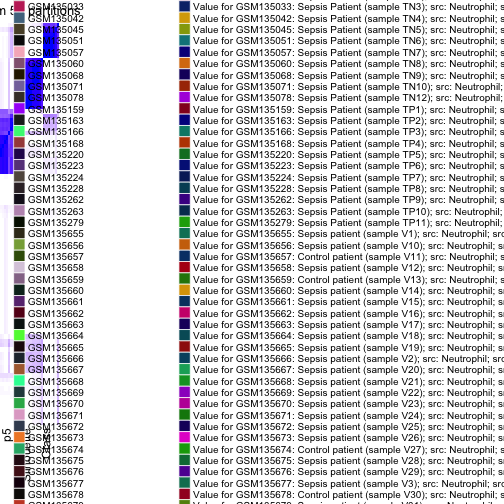 partitions
GSM135033 Value for GSM135033: Sepsis Patient (sample TN3); src: Neutrophil; s
GSM135042 Value for GSM135042: Sepsis Patient (sample TN4); src: Neutrophil; s
GSM135045 Value for GSM135045: Sepsis Patient (sample TN5); src: Neutrophil; s
GSM135051 Value for GSM135051: Sepsis Patient (sample TN6); src: Neutrophil; s
GSM135057 Value for GSM135057: Sepsis Patient (sample TN7); src: Neutrophil; s
GSM135060 Value for GSM135060: Sepsis Patient (sample TN8); src: Neutrophil; s
GSM135068 Value for GSM135068: Sepsis Patient (sample TN9); src: Neutrophil; s
GSM135071 Value for GSM135071: Sepsis Patient (sample TN10); src: Neutrophil;
GSM135078 Value for GSM135078: Sepsis Patient (sample TN12); src: Neutrophil;
GSM135159 Value for GSM135159: Sepsis Patient (sample TP1); src: Neutrophil; s
GSM135163 Value for GSM135163: Sepsis Patient (sample TP2); src: Neutrophil; s
GSM135166 Value for GSM135166: Sepsis Patient (sample TP3); src: Neutrophil; s
GSM135168 Value for GSM135168: Sepsis Patient (sample TP4); src: Neutrophil; s
GSM135220 Value for GSM135220: Sepsis Patient (sample TP5); src: Neutrophil; s
GSM135223 Value for GSM135223: Sepsis Patient (sample TP6); src: Neutrophil; s
GSM135224 Value for GSM135224: Sepsis Patient (sample TP7); src: Neutrophil; s
GSM135228 Value for GSM135228: Sepsis Patient (sample TP8); src: Neutrophil; s
GSM135262 Value for GSM135262: Sepsis Patient (sample TP9); src: Neutrophil; s
GSM135263 Value for GSM135263: Sepsis Patient (sample TP10); src: Neutrophil;
GSM135279 Value for GSM135279: Sepsis Patient (sample TP11); src: Neutrophil;
GSM135655 Value for GSM135655: Sepsis patient (sample V1); src: Neutrophil; src
GSM135656 Value for GSM135656: Sepsis patient (sample V10); src: Neutrophil; s
GSM135657 Value for GSM135657: Control patient (sample V11); src: Neutrophil; s
GSM135658 Value for GSM135658: Sepsis patient (sample V12); src: Neutrophil; s
GSM135659 Value for GSM135659: Control patient (sample V13); src: Neutrophil; s
GSM135660 Value for GSM135660: Sepsis patient (sample V14); src: Neutrophil; s
GSM135661 Value for GSM135661: Sepsis patient (sample V15); src: Neutrophil; s
GSM135662 Value for GSM135662: Sepsis patient (sample V16); src: Neutrophil; s
GSM135663 Value for GSM135663: Sepsis patient (sample V17); src: Neutrophil; s
GSM135664 Value for GSM135664: Sepsis patient (sample V18); src: Neutrophil; s
GSM135665 Value for GSM135665: Sepsis patient (sample V19); src: Neutrophil; s
GSM135666 Value for GSM135666: Sepsis patient (sample V2); src: Neutrophil; src
GSM135667 Value for GSM135667: Sepsis patient (sample V20); src: Neutrophil; s
GSM135668 Value for GSM135668: Sepsis patient (sample V21); src: Neutrophil; s
GSM135669 Value for GSM135669: Sepsis patient (sample V22); src: Neutrophil; s
GSM135670 Value for GSM135670: Sepsis patient (sample V23); src: Neutrophil; s
GSM135671 Value for GSM135671: Sepsis patient (sample V24); src: Neutrophil; s
GSM135672 Value for GSM135672: Sepsis patient (sample V25); src: Neutrophil; s
GSM135673 Value for GSM135673: Sepsis patient (sample V26); src: Neutrophil; s
GSM135674 Value for GSM135674: Control patient (sample V27); src: Neutrophil; s
GSM135675 Value for GSM135675: Sepsis patient (sample V28); src: Neutrophil; s
GSM135676 Value for GSM135676: Sepsis patient (sample V29); src: Neutrophil; s
GSM135677 Value for GSM135677: Sepsis patient (sample V3); src: Neutrophil; src
GSM135678 Value for GSM135678: Control patient (sample V30); src: Neutrophil; s
p5